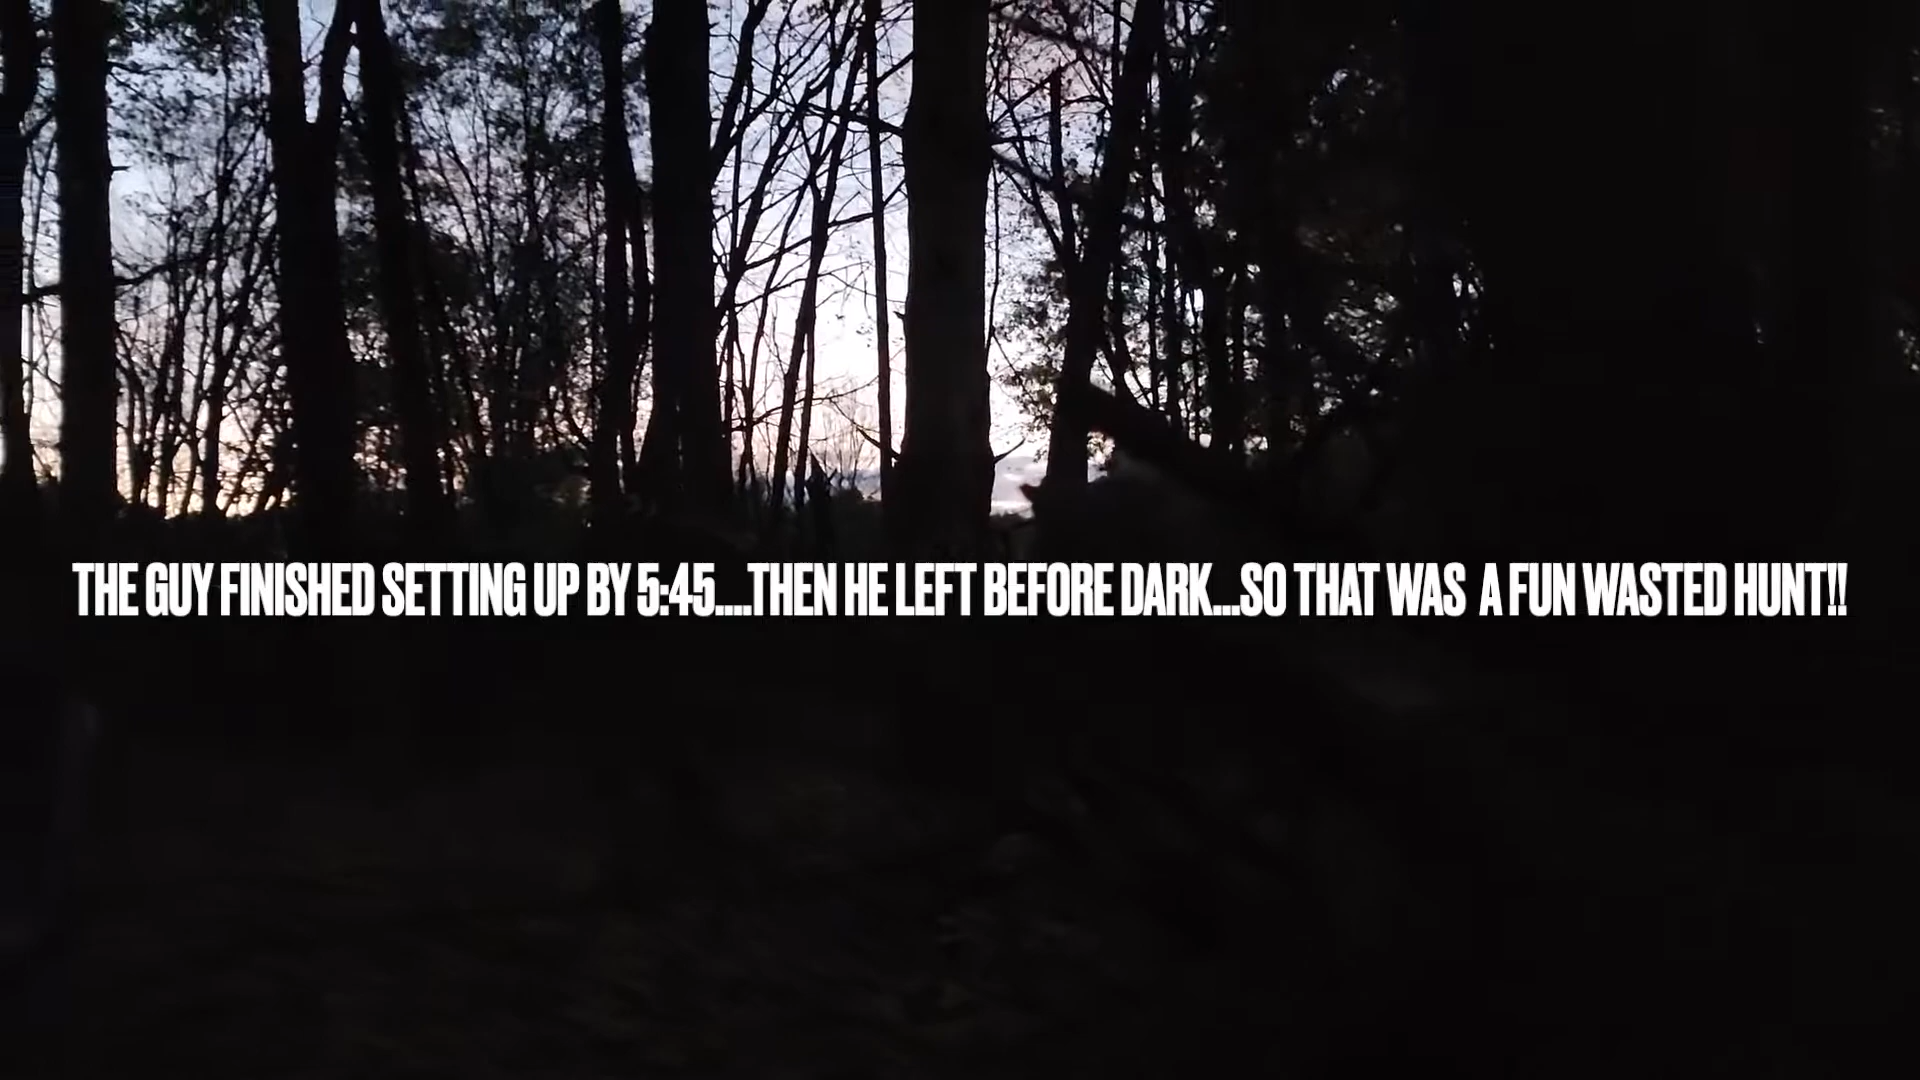 THE GUY FINISHED SETTING UP BY 5:45....THEN HE LEFT BEFORE DARK...SO THAT WAS A FUN WASTED HUNT!!